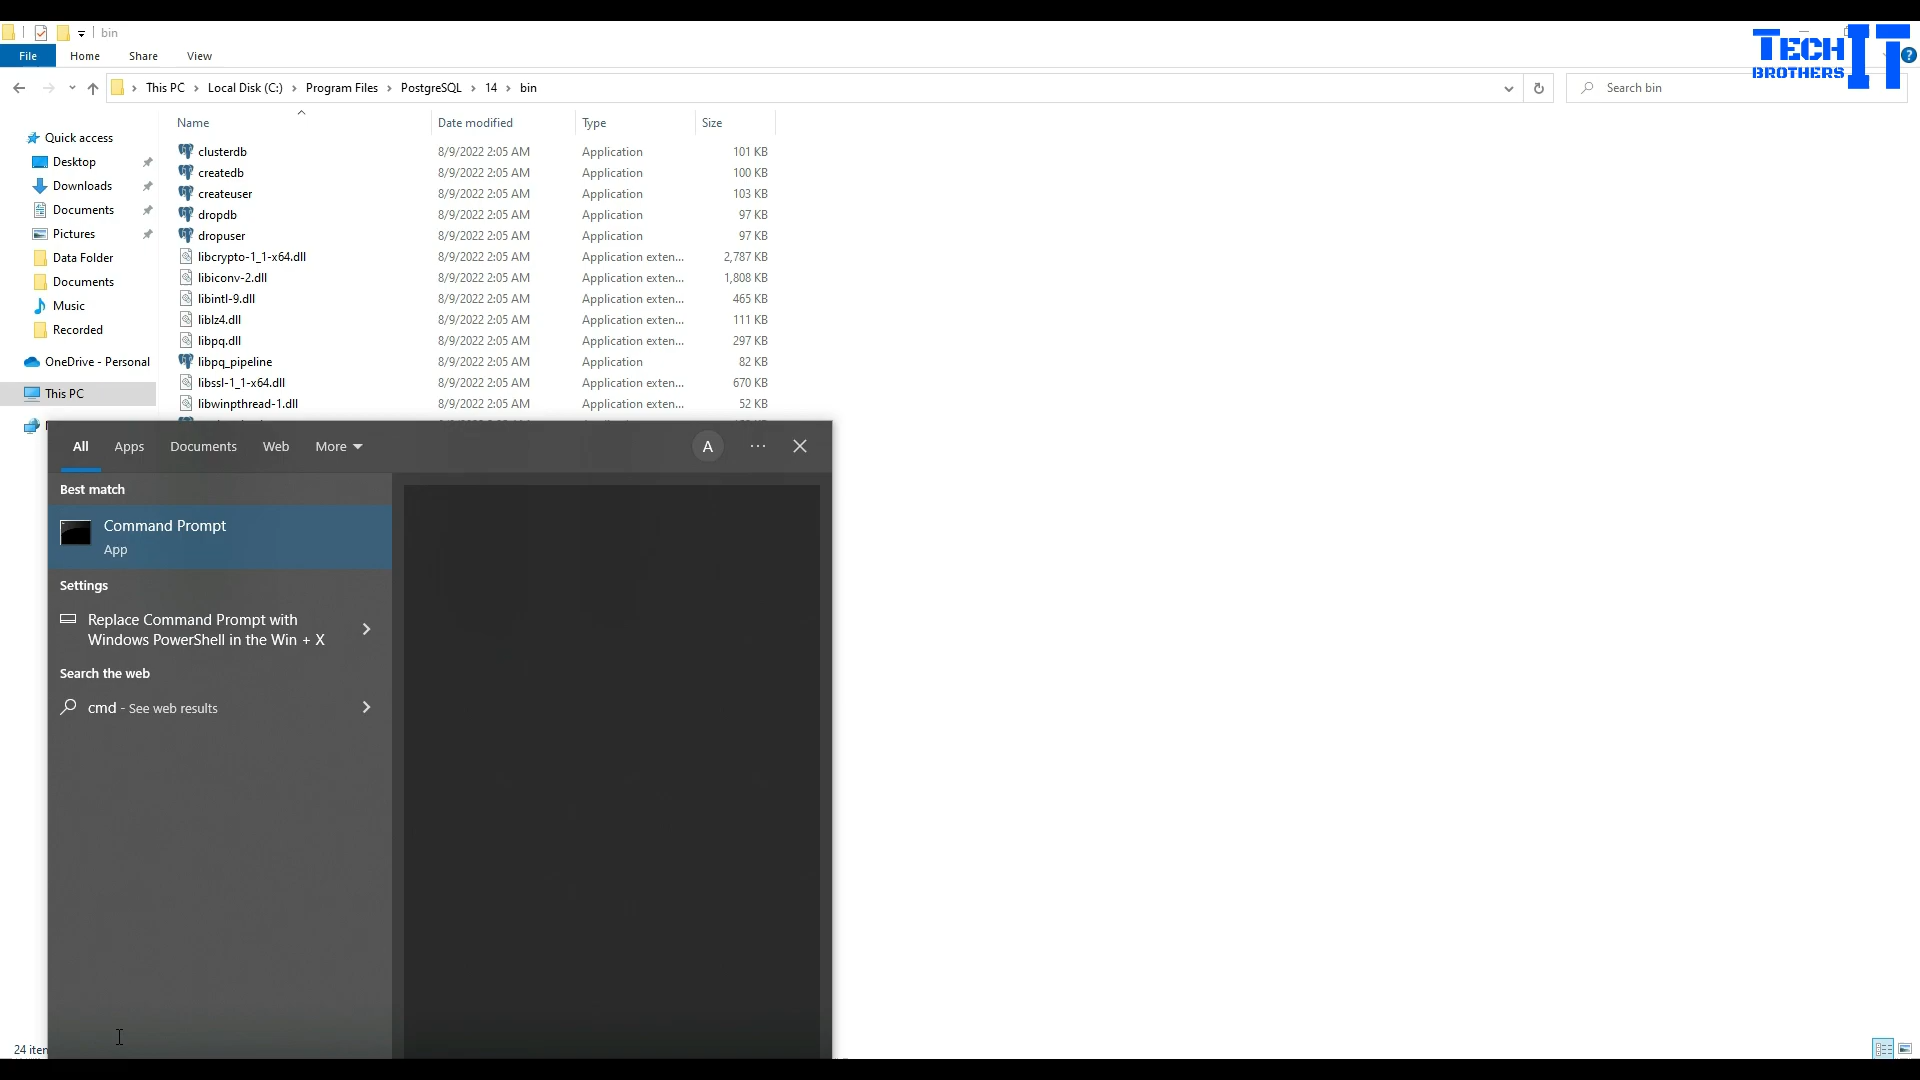 bin
File Home Share View
This PC Local Disk (C:) Program Files PostgreSQL 14 bin
Search bin
TECH IT
BROTHERS
?
Name Date modified Type Size
Quick access
Desktop
Downloads
Documents
Pictures
Data Folder
Documents
Music
Recorded
OneDrive - Personal
This PC
clusterdb 8/9/2022 2:05 AM Application 101 KB
createdb 8/9/2022 2:05 AM Application 100 KB
createuser 8/9/2022 2:05 AM Application 103 KB
dropdb 8/9/2022 2:05 AM Application 97 KB
dropuser 8/9/2022 2:05 AM Application 97 KB
libcrypto-1_1-x64.dll 8/9/2022 2:05 AM Application exten... 2,787 KB
libiconv-2.dll 8/9/2022 2:05 AM Application exten... 1,808 KB
libintl-9.dll 8/9/2022 2:05 AM Application exten... 465 KB
liblz4.dll 8/9/2022 2:05 AM Application exten... 111 KB
libpq.dll 8/9/2022 2:05 AM Application exten... 297 KB
libpq_pipeline 8/9/2022 2:05 AM Application 82 KB
libssl-1_1-x64.dll 8/9/2022 2:05 AM Application exten... 670 KB
libwinpthread-1.dll 8/9/2022 2:05 AM Application exten... 52 KB
All Apps Documents Web More A
Best match
Command Prompt
App
Settings
Replace Command Prompt with
Windows PowerShell in the Win + X
Search the web
cmd - See web results
24 iten